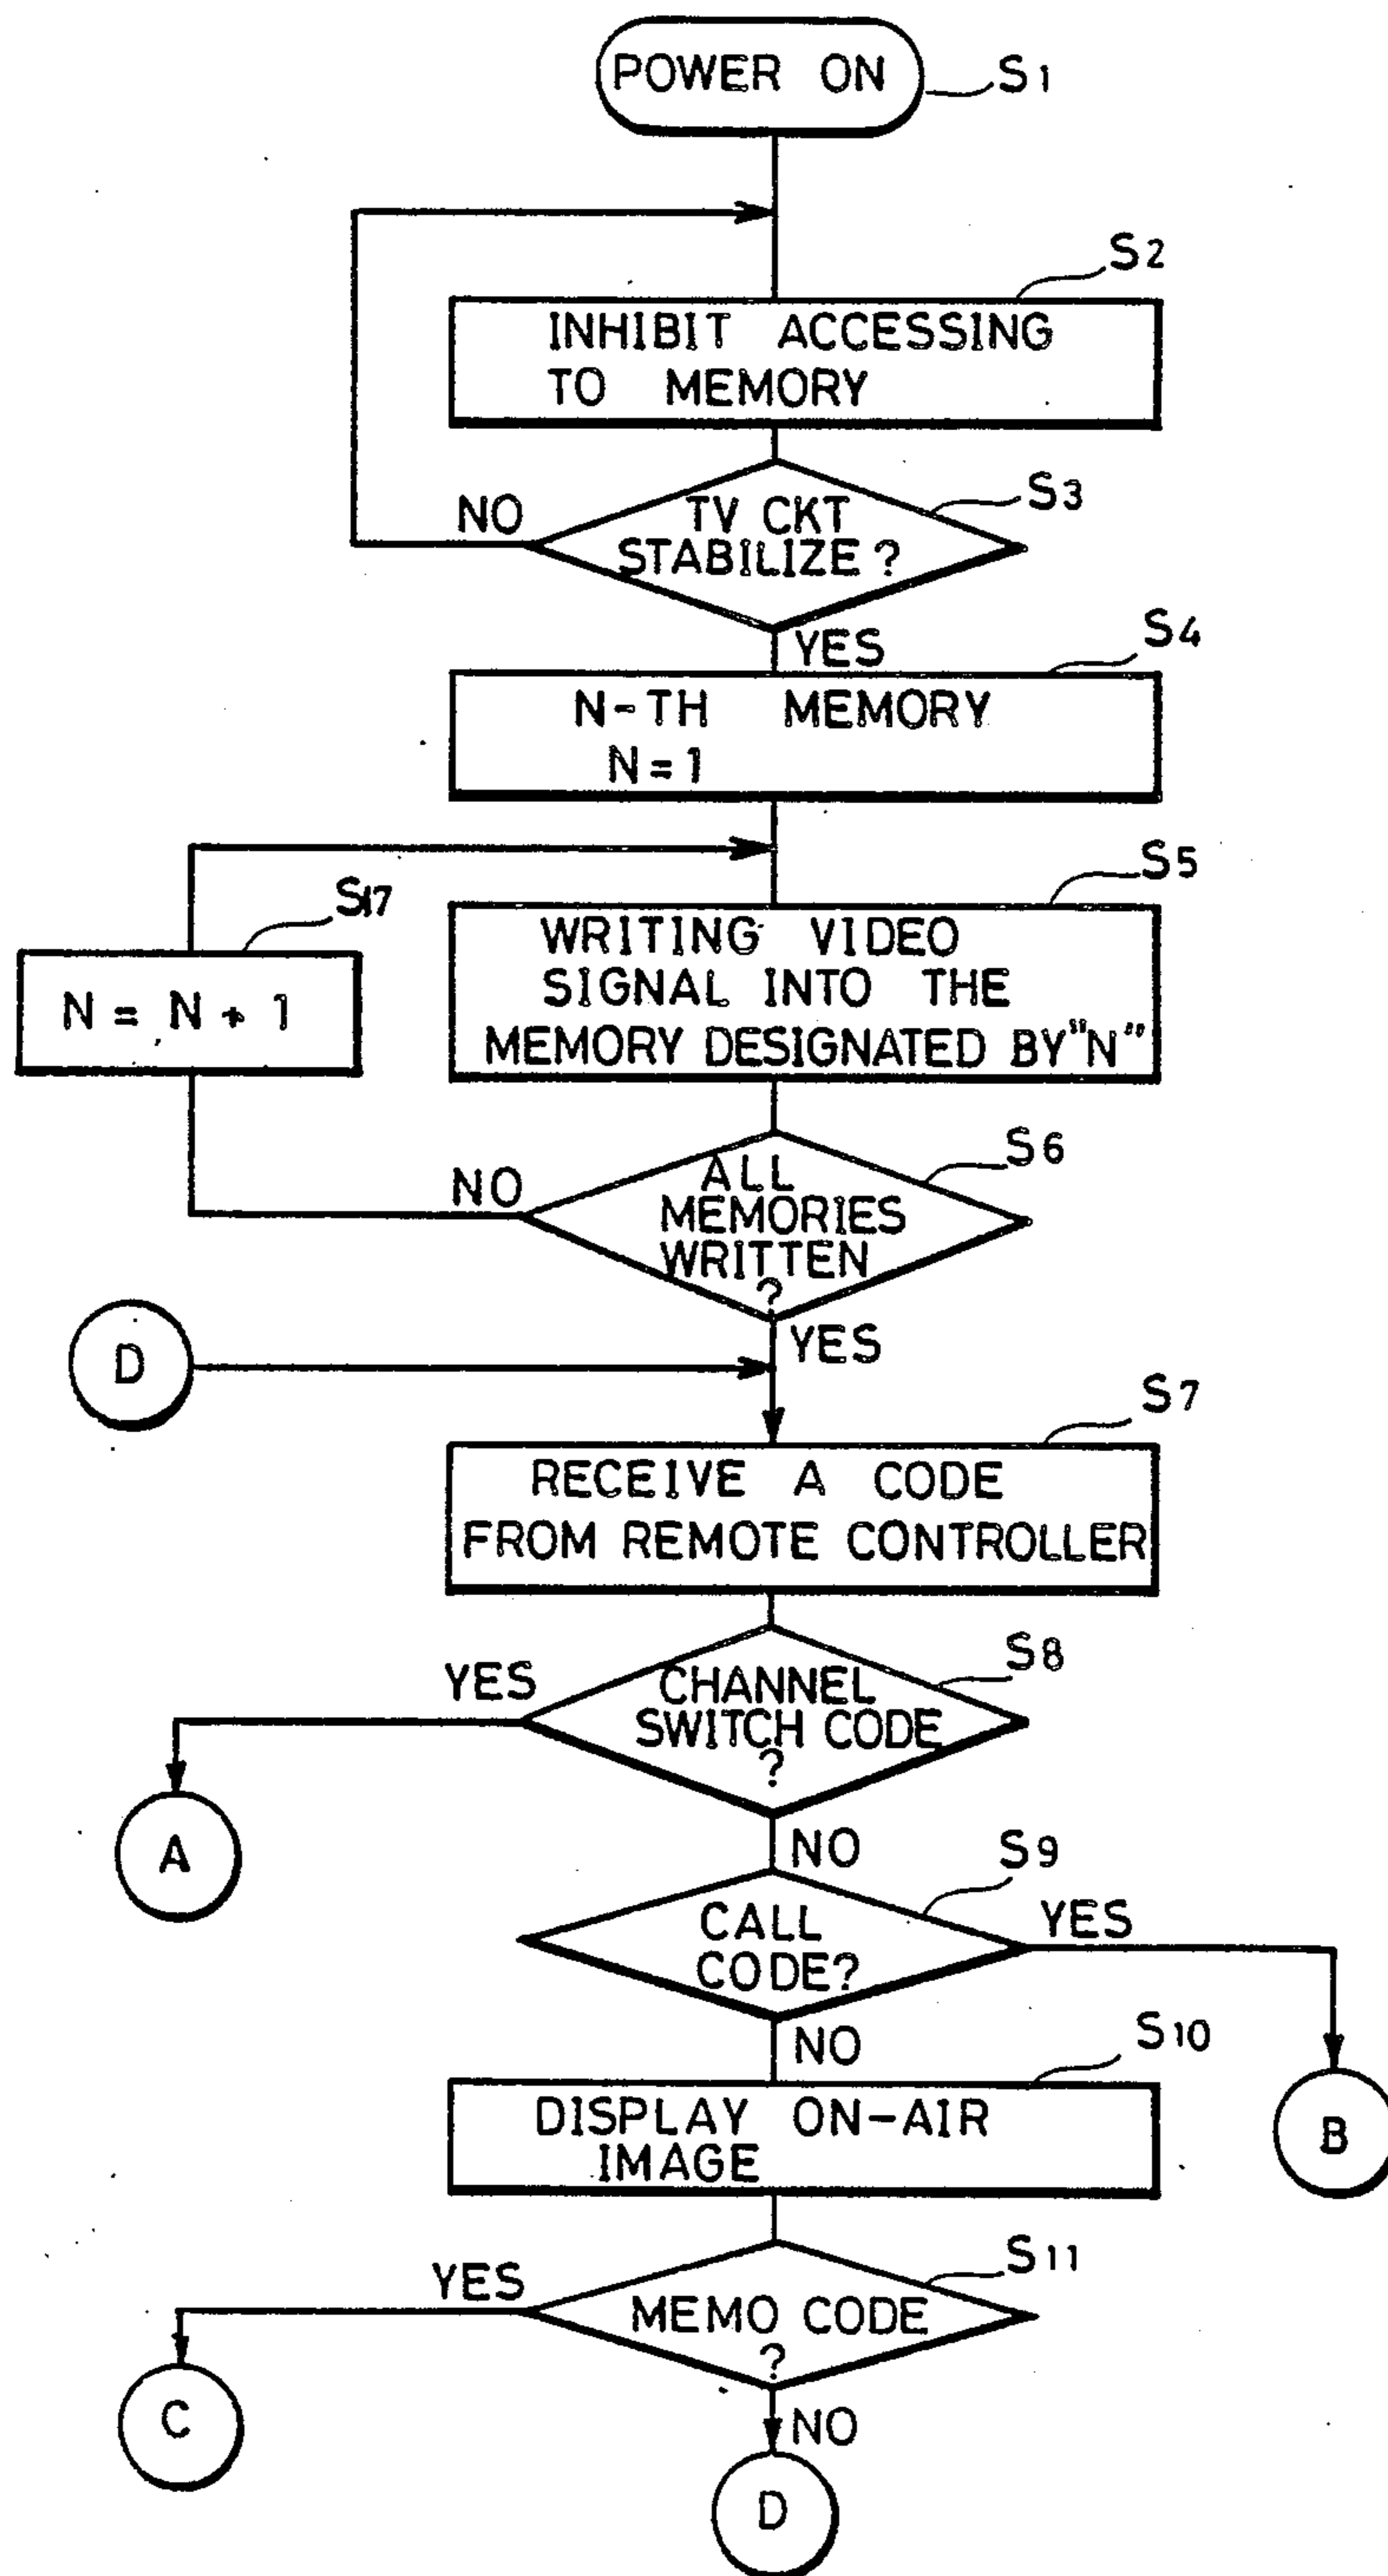 POWER ON
S1
S2
INHIBIT ACCESSING
TO MEMORY
S3
NO
TV CKT
STABILIZE?
YES
S4
N-TH MEMORY
N=1
S5
S17
WRITING VIDEO
SIGNAL INTO THE
MEMORY DESIGNATED BY"N"
N = N + 1
S6
NO
ALL
MEMORIES
WRITTEN
?
YES
D
S7
RECEIVE A CODE
FROM REMOTE CONTROLLER
S8
YES
CHANNEL
SWITCH CODE
?
A
NO
S9
CALL
CODE?
YES
NO
S10
DISPLAY ON-AIR
IMAGE
B
S11
YES
MEMO CODE
?
C
NO
D